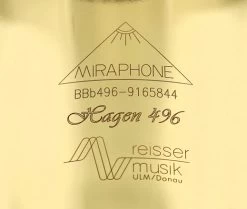 MIRAPHONE
BBb496-9165844
Hagen 496
reisser
musik
ULM/Donau